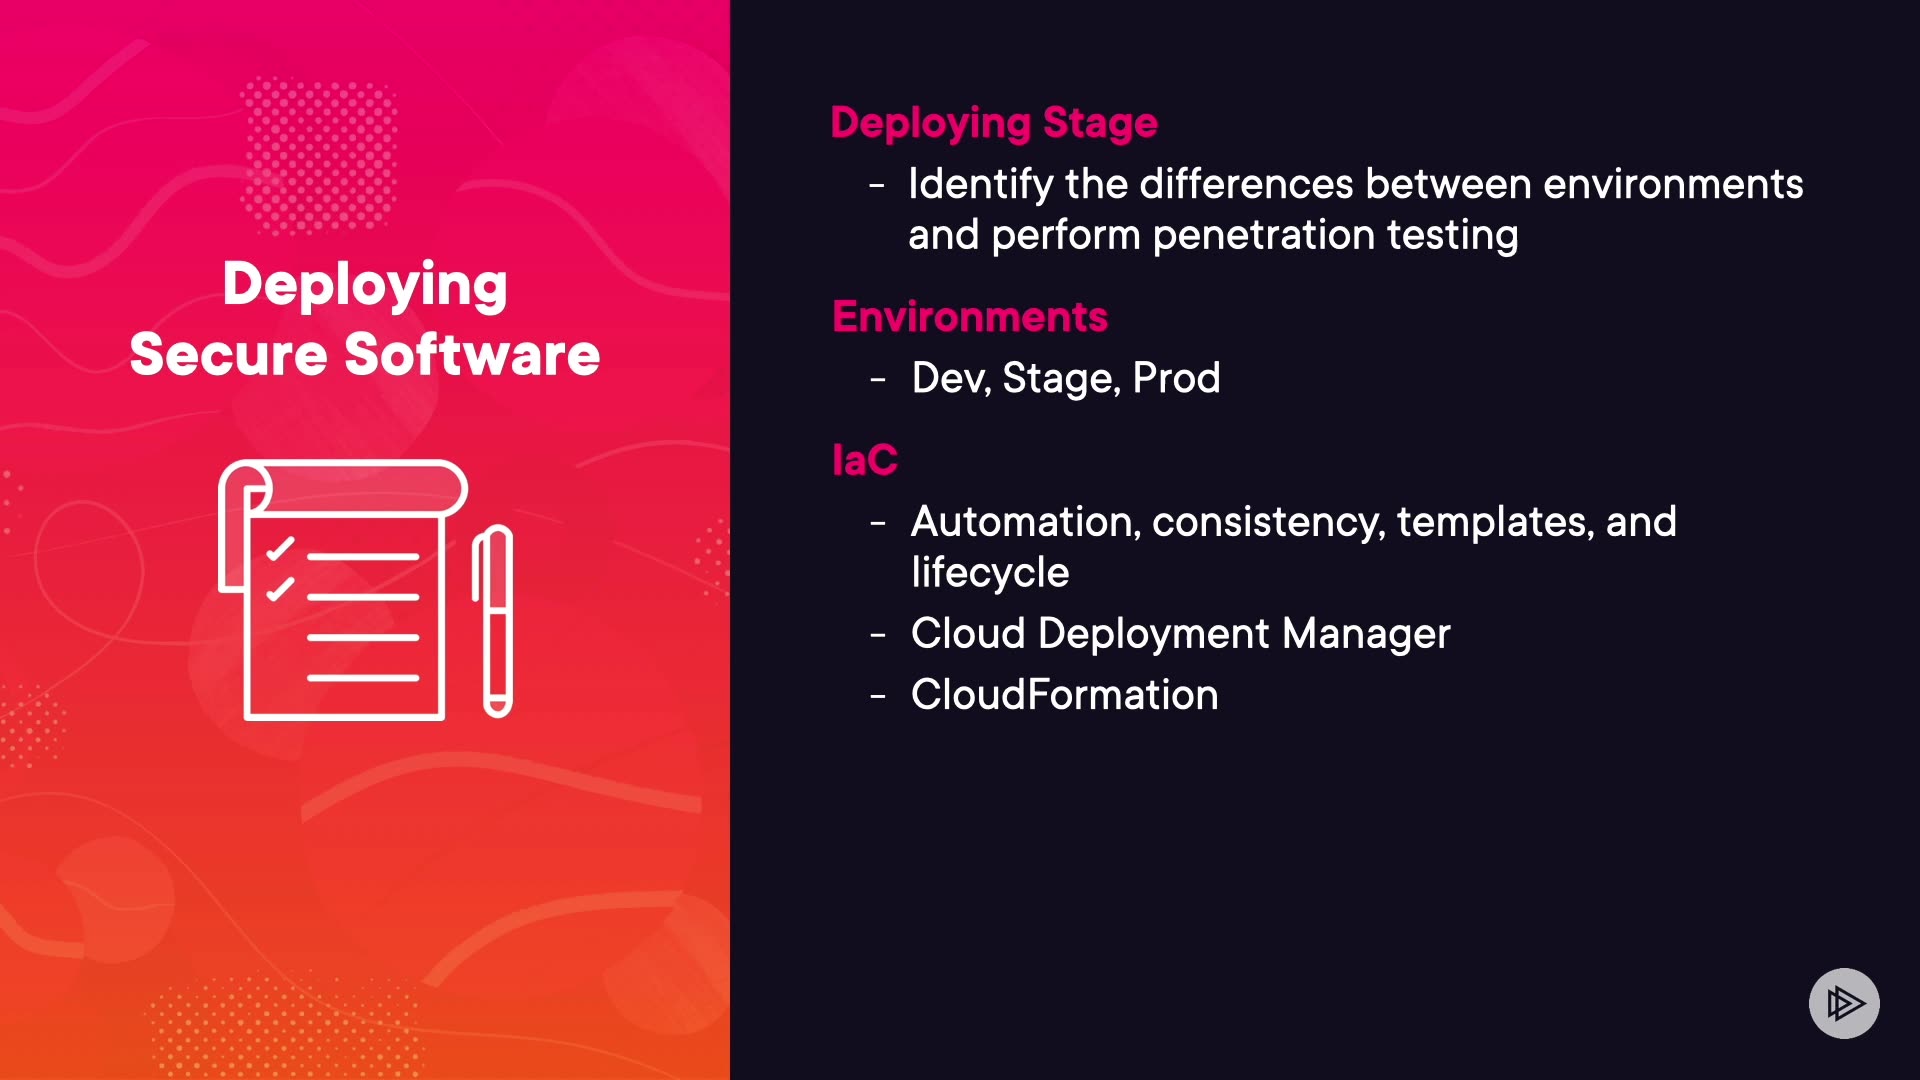 Deploying
Secure Software
Deploying Stage
- Identify the differences between environments
and perform penetration testing
Environments
- Dev, Stage, Prod
IaC
- Automation, consistency, templates, and
lifecycle
- Cloud Deployment Manager
- CloudFormation